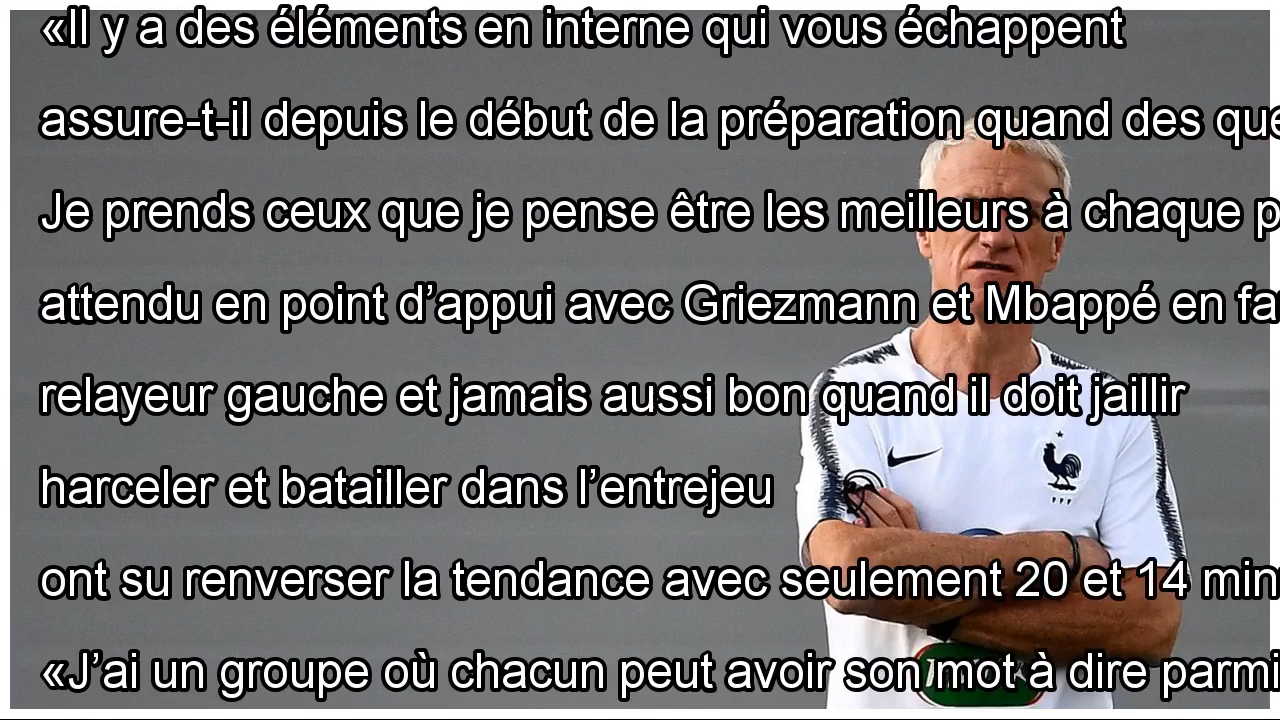 «Il y a des éléments en interne qui vous échappent
assure-t-il depuis le début de la préparation quand des
Je prends ceux que je pense être les meilleurs à chaque
attendu en point d’appui avec Griezmann et Mbappé en
relayeur gauche et jamais aussi bon quand il doit jaillir
harceler et batailler dans l’entrejeu
ont su renverser la tendance avec seulement 20 et 14
«J’ai un groupe où chacun peut avoir son mot à dire parmi